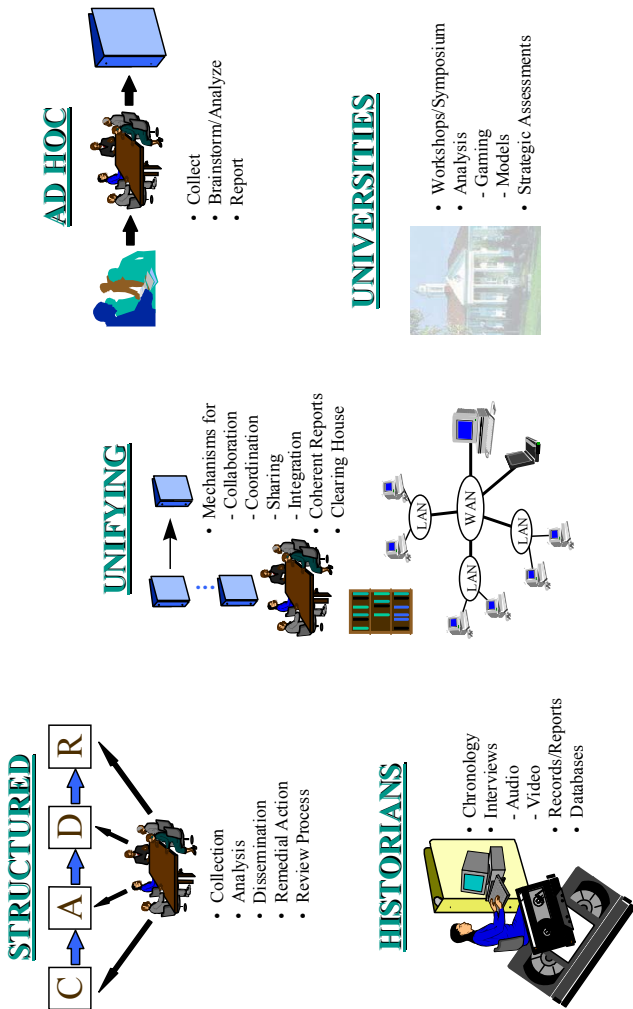 STRUCTURED
C A D R
• Collection
• Analysis
• Dissemination
• Remedial Action
• Review Process
UNIFYING
• Mechanisms for
- Collaboration
- Coordination
- Sharing
- Integration
• Coherent Reports
• Clearing House
LAN
LAN
WAN
LAN
AD HOC
• Collect
• Brainstorm/Analyze
• Report
HISTORIANS
• Chronology
• Interviews
- Audio
- Video
• Records/Reports
• Databases
UNIVERSITIES
• Workshops/Symposium
• Analysis
- Gaming
- Models
• Strategic Assessments